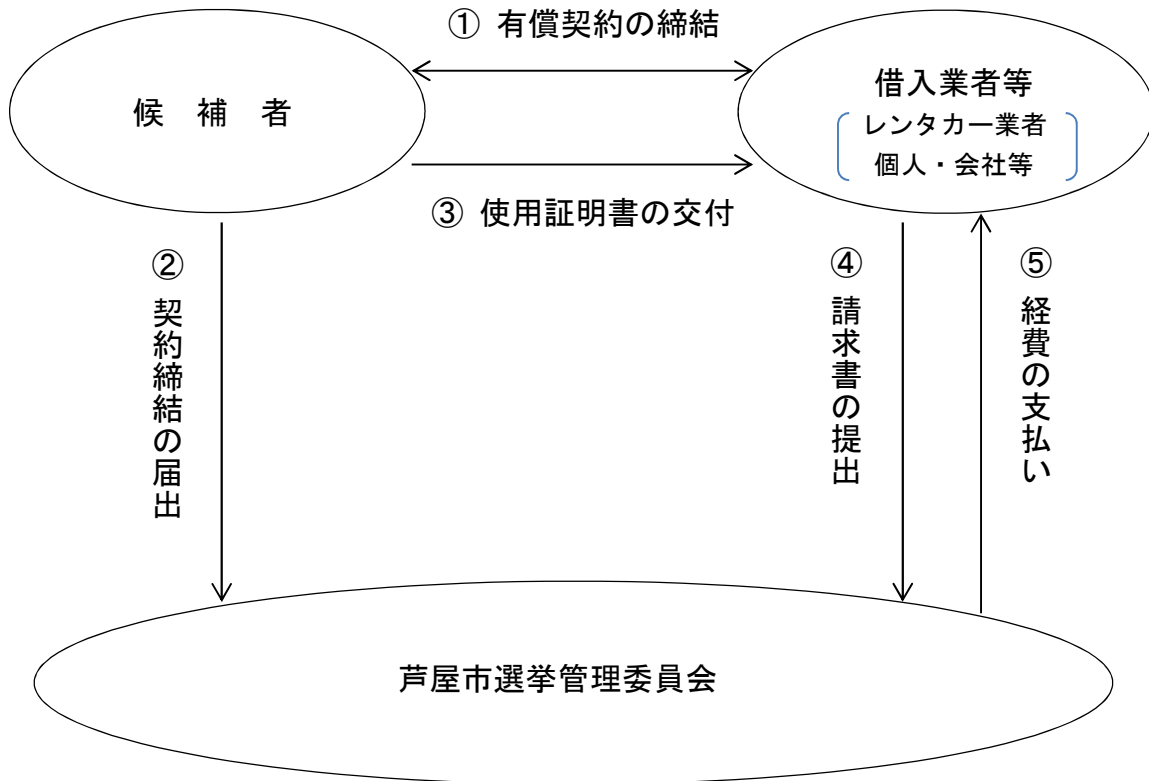 ① 有償契約の締結
候　補　者
借入業者等
レンタカー業者
個人・会社等
③ 使用証明書の交付
② 契約締結の届出
④ 請求書の提出
⑤ 経費の支払い
芦屋市選挙管理委員会